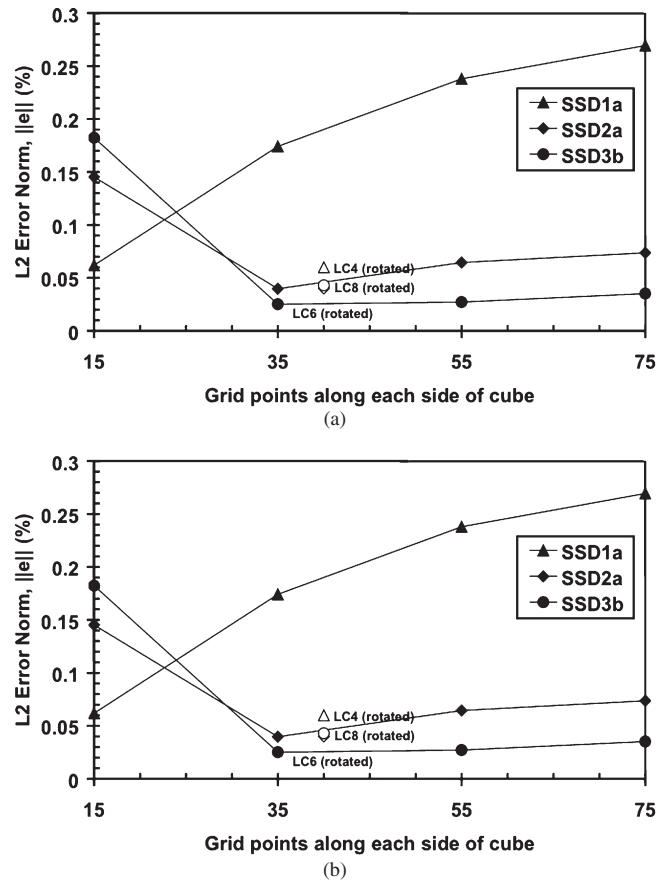 0.3
0.25
0.2
0.15
0.1
0.05
0
L2 Error Norm, ||e|| (%)
SSD1a
SSD2a
SSD3b
LC4 (rotated)
LC8 (rotated)
LC6 (rotated)
15 35 55 75
Grid points along each side of cube
(a)
0.3
0.25
0.2
0.15
0.1
0.05
0
L2 Error Norm, ||e|| (%)
SSD1a
SSD2a
SSD3b
LC4 (rotated)
LC8 (rotated)
LC6 (rotated)
15 35 55 75
Grid points along each side of cube
(b)